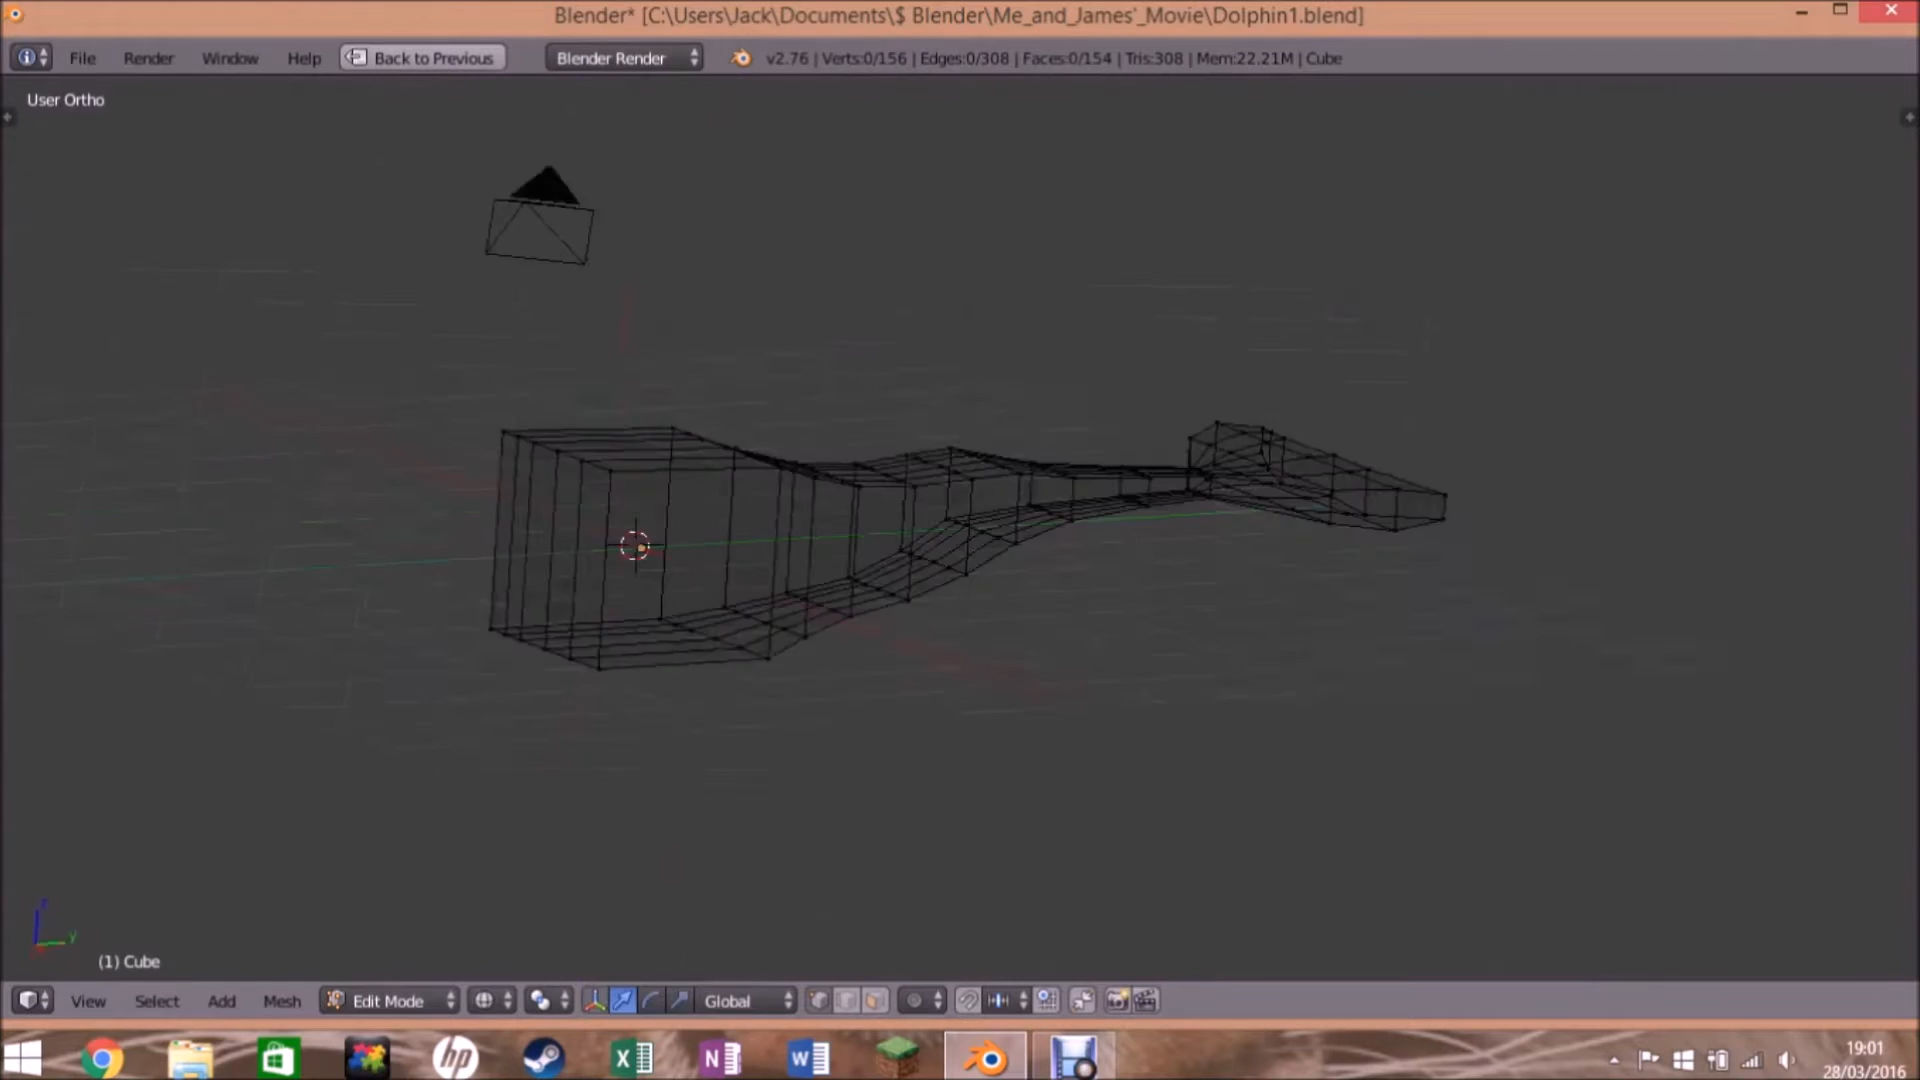 Blender* [C:\Users\Jack\Documents\$ Blender\Me_and_James'_Movie\Dolphin1.blend]
File Render Window Help Back to Previous Blender Render v2.76 | Verts:0/156 | Edges:0/308 | Faces:0/154 | Tris:308 | Mem:22.21M | Cube
User Ortho
z
y
(1) Cube
View Select Add Mesh Edit Mode Global
hp X N W 19:01
28/03/2016